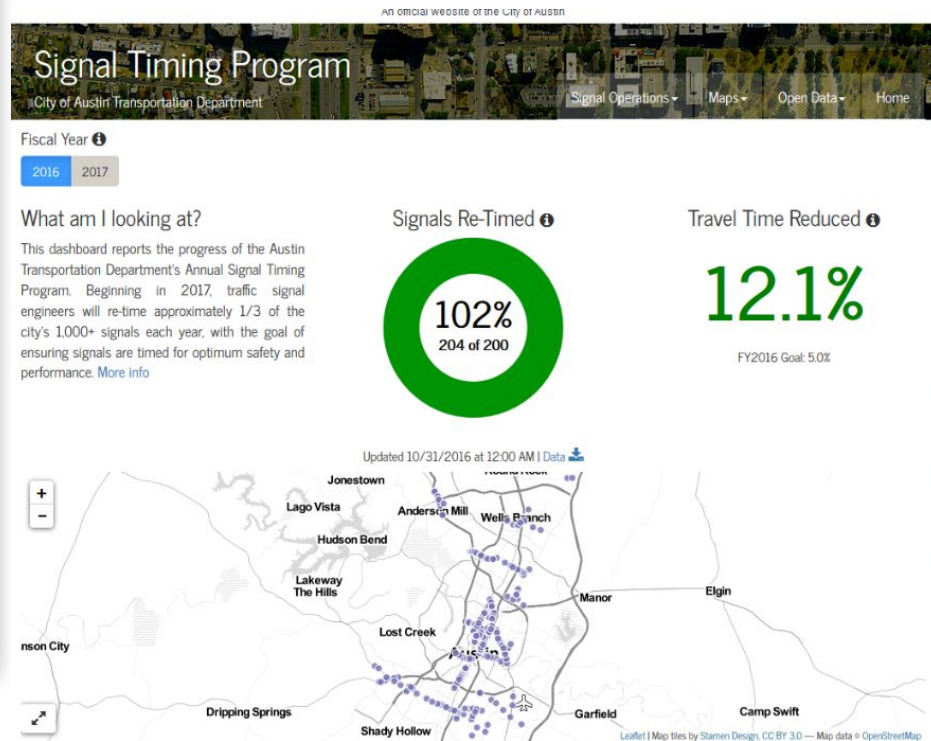 An official website of the City of Austin
Signal Timing Program
City of Austin Transportation Department
Signal Operations
Maps
Open Data
Home
Fiscal Year
2016
2017
What am I looking at?
This dashboard reports the progress of the Austin
Transportation Department's Annual Signal Timing
Program. Beginning in 2017, traffic signal
engineers will re-time approximately 1/3 of the
city's 1,000+ signals each year, with the goal of
ensuring signals are timed for optimum safety and
performance. More info
Signals Re-Timed
102%
204 of 200
Travel Time Reduced
12.1%
FY2016 Goal: 5.0%
Updated 10/31/2016 at 12:00 AM | Data
+
-
Jonestown
Round Rock
Lago Vista
Anderson Mill
Wells Branch
Hudson Bend
Lakeway
The Hills
Manor
Elgin
Lost Creek
nson City
Austin
Dripping Springs
Garfield
Camp Swift
Shady Hollow
Leaflet | Map tiles by Stamen Design, CC BY 3.0 — Map data © OpenStreetMap